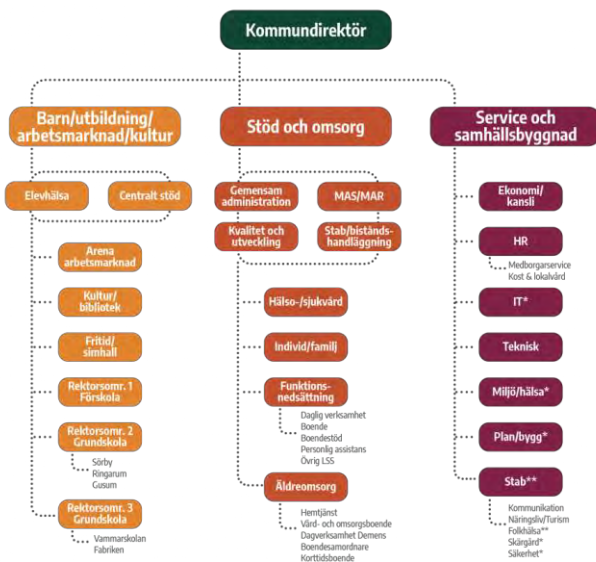 Kommundirektör
Barn/utbildning/
arbetsmarknad/kultur
Elevhälsa
Centralt stöd
Arena
arbetsmarknad
Kultur/
bibliotek
Fritid/
simhall
Rektorsomr. 1
Förskola
Rektorsomr. 2
Grundskola
Sörby
Ringarum
Gusum
Rektorsomr. 3
Grundskola
Vammarskolan
Fabriken
Stöd och omsorg
Gemensam
administration
MAS/MAR
Kvalitet och
utveckling
Stab/bistånds-
handläggning
Hälso-/sjukvård
Individ/familj
Funktions-
nedsättning
Daglig verksamhet
Boende
Boendestöd
Personlig assistans
Övrig LSS
Äldreomsorg
Hemtjänst
Vård- och omsorgsboende
Dagverksamhet Demens
Boendesamordnare
Korttidsboende
Service och
samhällsbyggnad
Ekonomi/
kansli
HR
Medborgarservice
Kost & lokalvård
IT*
Teknisk
Miljö/hälsa*
Plan/bygg*
Stab**
Kommunikation
Näringsliv/Turism
Folkhälsa**
Skärgård*
Säkerhet*